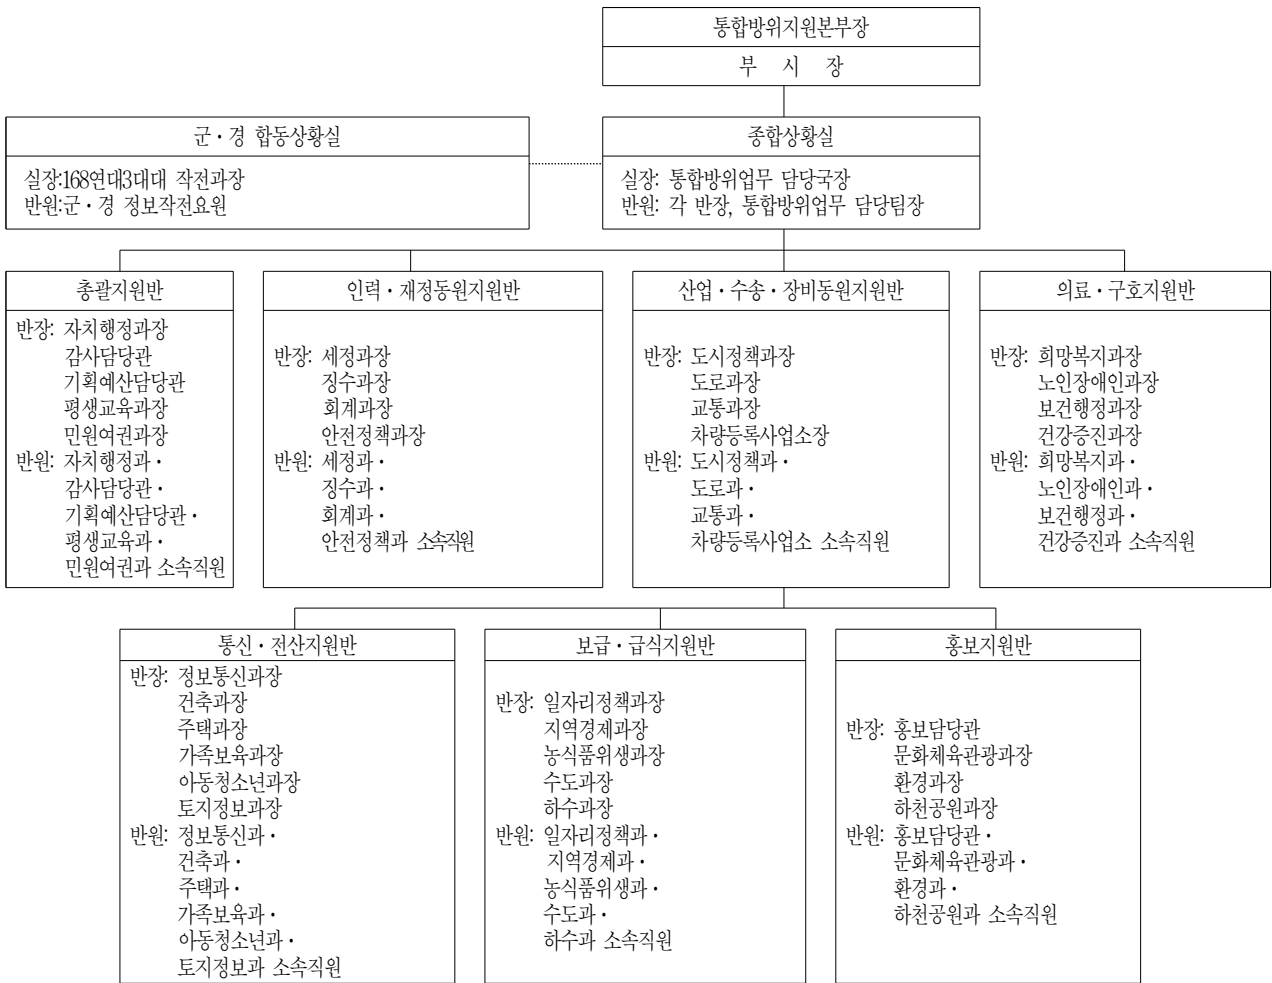 통합방위지원본부장
부 시 장
군・경 합동상황실
실장:168연대3대대 작전과장
반원:군・경 정보작전요원
종합상황실
실장: 통합방위업무 담당국장
반원: 각 반장, 통합방위업무 담당팀장
총괄지원반
반장: 자치행정과장
감사담당관
기획예산담당관
평생교육과장
민원여권과장
반원: 자치행정과・
감사담당관・
기획예산담당관・
평생교육과・
민원여권과 소속직원
인력・재정동원지원반
반장: 세정과장
징수과장
회계과장
안전정책과장
반원: 세정과・
징수과・
회계과・
안전정책과 소속직원
산업・수송・장비동원지원반
반장: 도시정책과장
도로과장
교통과장
차량등록사업소장
반원: 도시정책과・
도로과・
교통과・
차량등록사업소 소속직원
의료・구호지원반
반장: 희망복지과장
노인장애인과장
보건행정과장
건강증진과장
반원: 희망복지과・
노인장애인과・
보건행정과・
건강증진과 소속직원
통신・전산지원반
반장: 정보통신과장
건축과장
주택과장
가족보육과장
아동청소년과장
토지정보과장
반원: 정보통신과・
건축과・
주택과・
가족보육과・
아동청소년과・
토지정보과 소속직원
보급・급식지원반
반장: 일자리정책과장
지역경제과장
농식품위생과장
수도과장
하수과장
반원: 일자리정책과・
지역경제과・
농식품위생과・
수도과・
하수과 소속직원
홍보지원반
반장: 홍보담당관
문화체육관광과장
환경과장
하천공원과장
반원: 홍보담당관・
문화체육관광과・
환경과・
하천공원과 소속직원